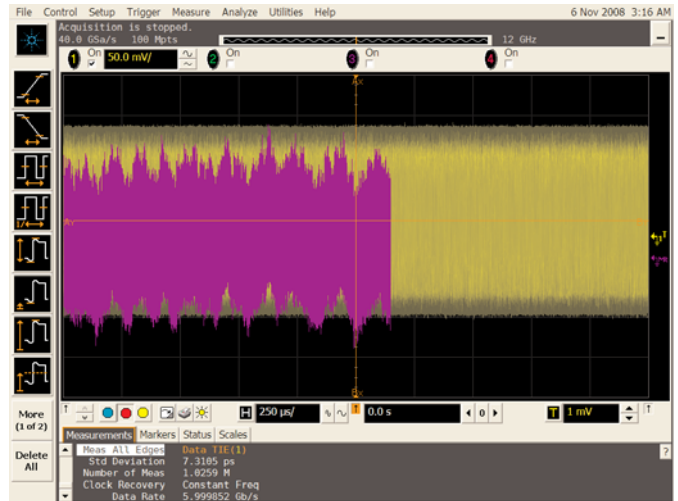 File Control Setup Trigger Measure Analyze Utilities Help 6 Nov 2008 3:16 AM
Acquisition is stopped.
40.0 GSa/s 100 Mpts 12 GHz
1 On 50.0 mV/ 2 On 3 On 4 On
Ax
Ay
Bx
H 250 µs/ 0.0 s 0 T 1 mV
More
(1 of 2)
Delete
All
Measurements Markers Status Scales
Meas All Edges Data TIE(1)
Std Deviation 7.3105 ps
Number of Meas 1.0259 M
Clock Recovery Constant Freq
Data Rate 5.999852 Gb/s
?